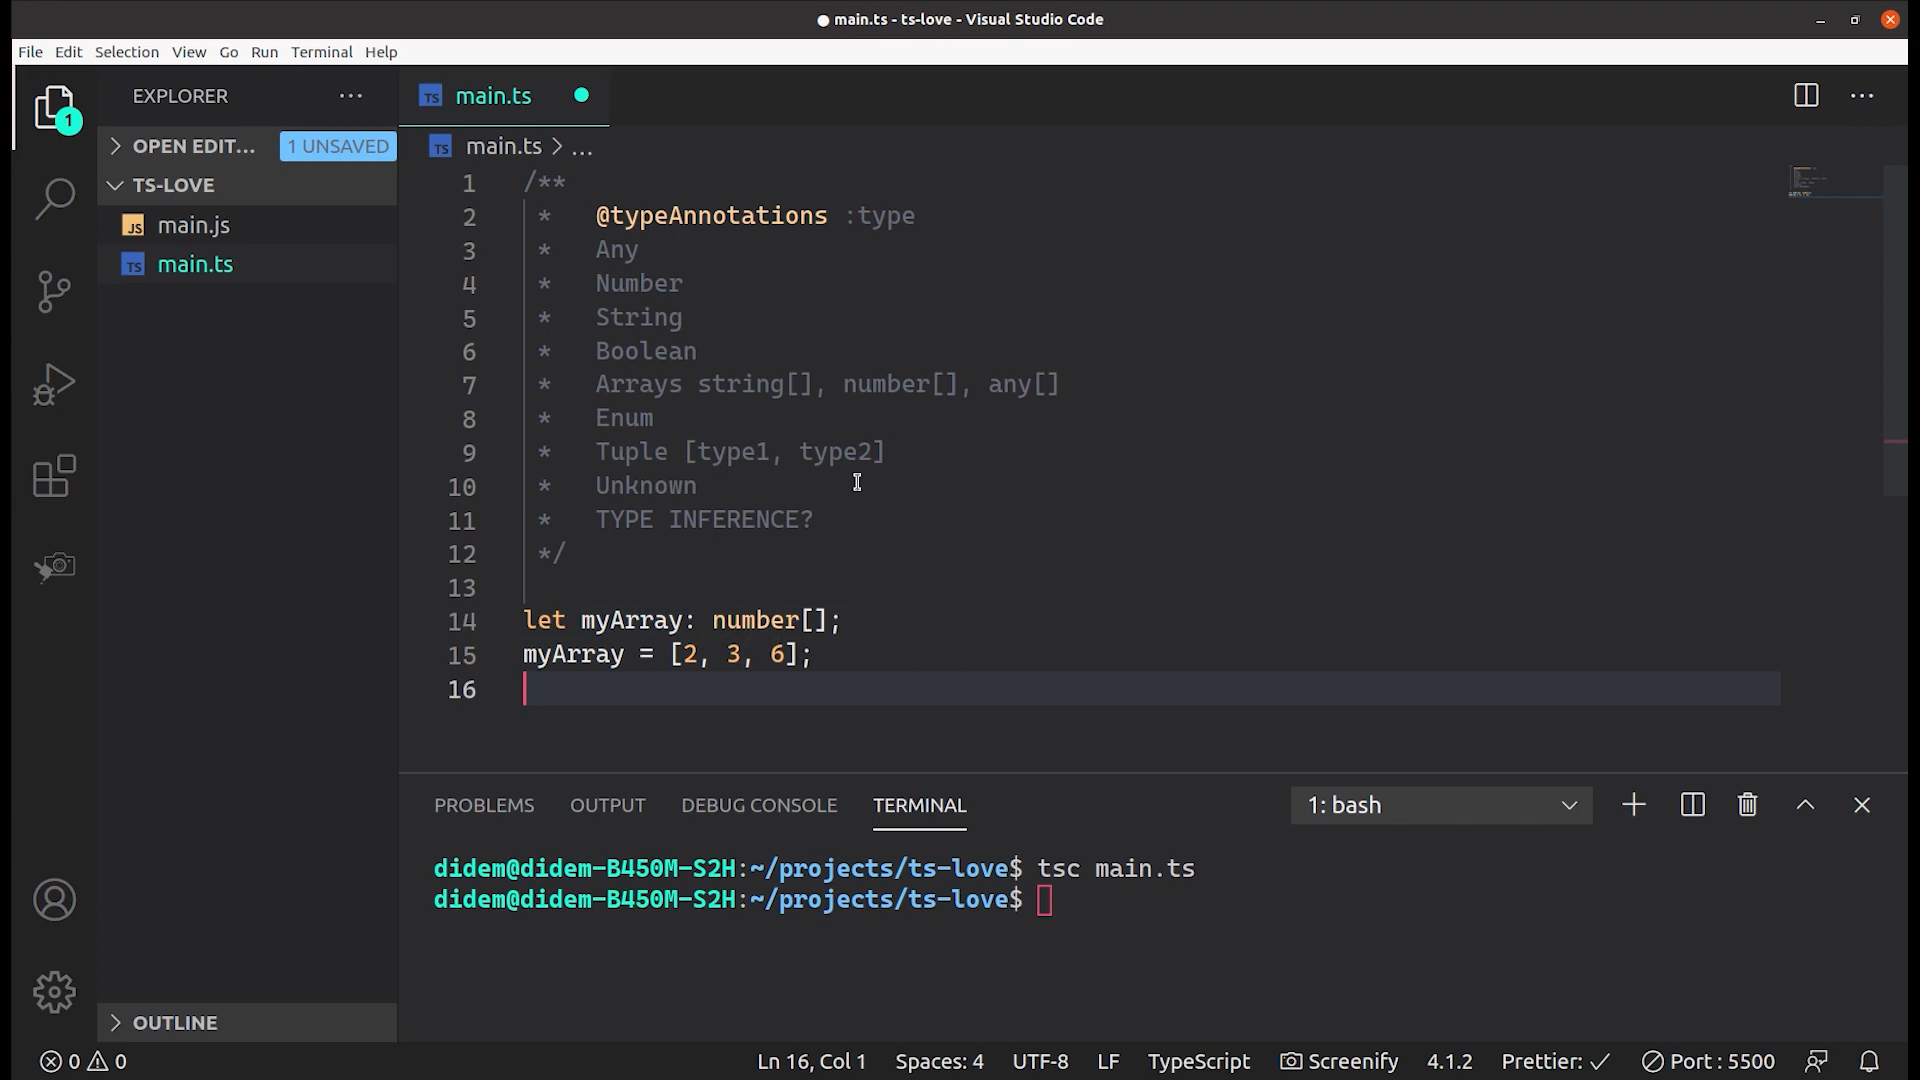 main.ts - ts-love - Visual Studio Code
File Edit Selection View Go Run Terminal Help
EXPLORER
1
OPEN EDIT... 1 UNSAVED
TS-LOVE
JS main.js
TS main.ts
OUTLINE
TS main.ts
TS main.ts > ...
1 /**
2 * @typeAnnotations :type
3 * Any
4 * Number
5 * String
6 * Boolean
7 * Arrays string[], number[], any[]
8 * Enum
9 * Tuple [type1, type2]
10 * Unknown
11 * TYPE INFERENCE?
12 */
13
14 let myArray: number[];
15 myArray = [2, 3, 6];
16
PROBLEMS OUTPUT DEBUG CONSOLE TERMINAL 1: bash
didem@didem-B450M-S2H:~/projects/ts-love$ tsc main.ts
didem@didem-B450M-S2H:~/projects/ts-love$
0 0 Ln 16, Col 1 Spaces: 4 UTF-8 LF TypeScript Screenify 4.1.2 Prettier: ✓ Port : 5500